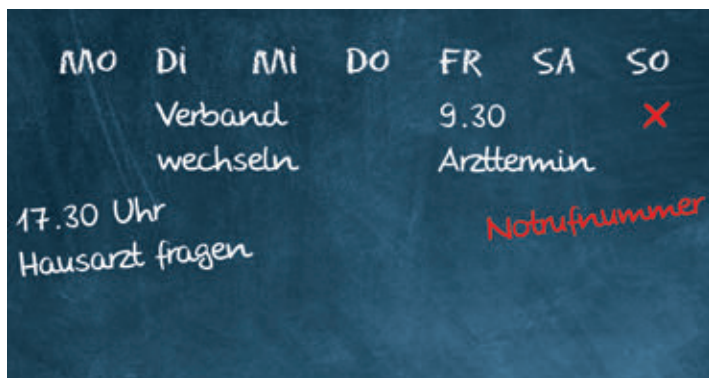 MO Di Mi DO FR SA SO
Verband 9.30 X
wechseln Arzttermin
17.30 Uhr
Notrufnummer
Hausarzt fragen